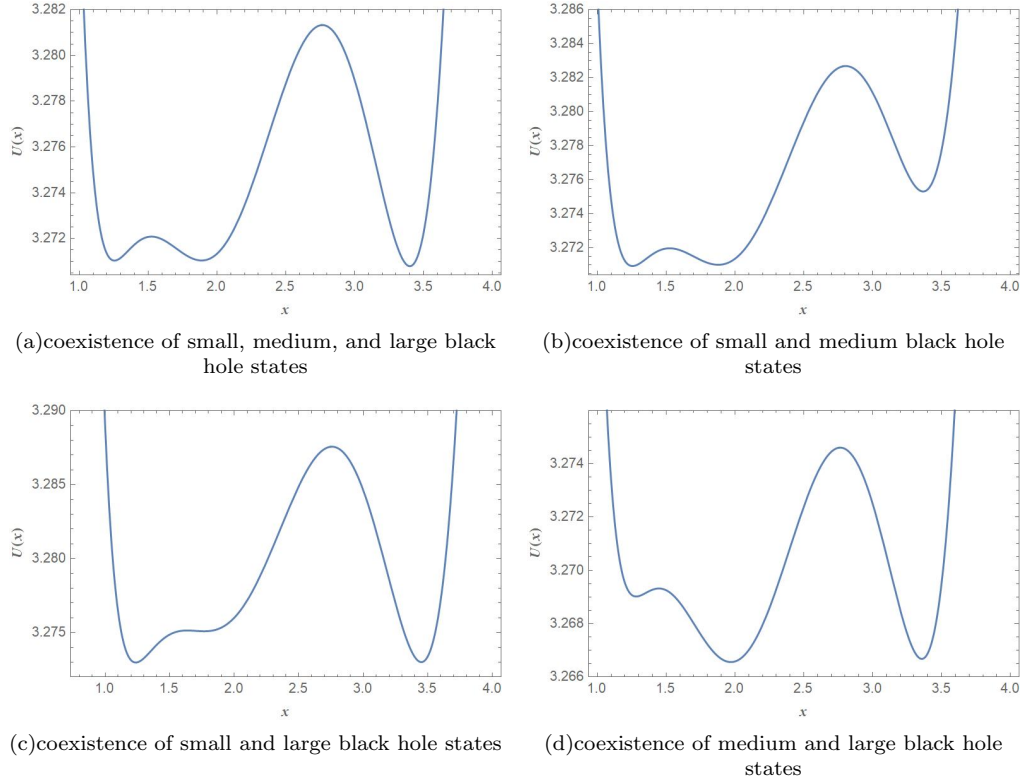 3.282
3.280
3.278
3.276
3.274
3.272
U(x)
1.0 1.5 2.0 2.5 3.0 3.5 4.0
x
(a)coexistence of small, medium, and large black
hole states
3.286
3.284
3.282
3.280
3.278
3.276
3.274
3.272
U(x)
1.0 1.5 2.0 2.5 3.0 3.5 4.0
x
(b)coexistence of small and medium black hole
states
3.290
3.285
3.280
3.275
U(x)
1.0 1.5 2.0 2.5 3.0 3.5 4.0
x
(c)coexistence of small and large black hole states
3.274
3.272
3.270
3.268
3.266
U(x)
1.0 1.5 2.0 2.5 3.0 3.5 4.0
x
(d)coexistence of medium and large black hole
states